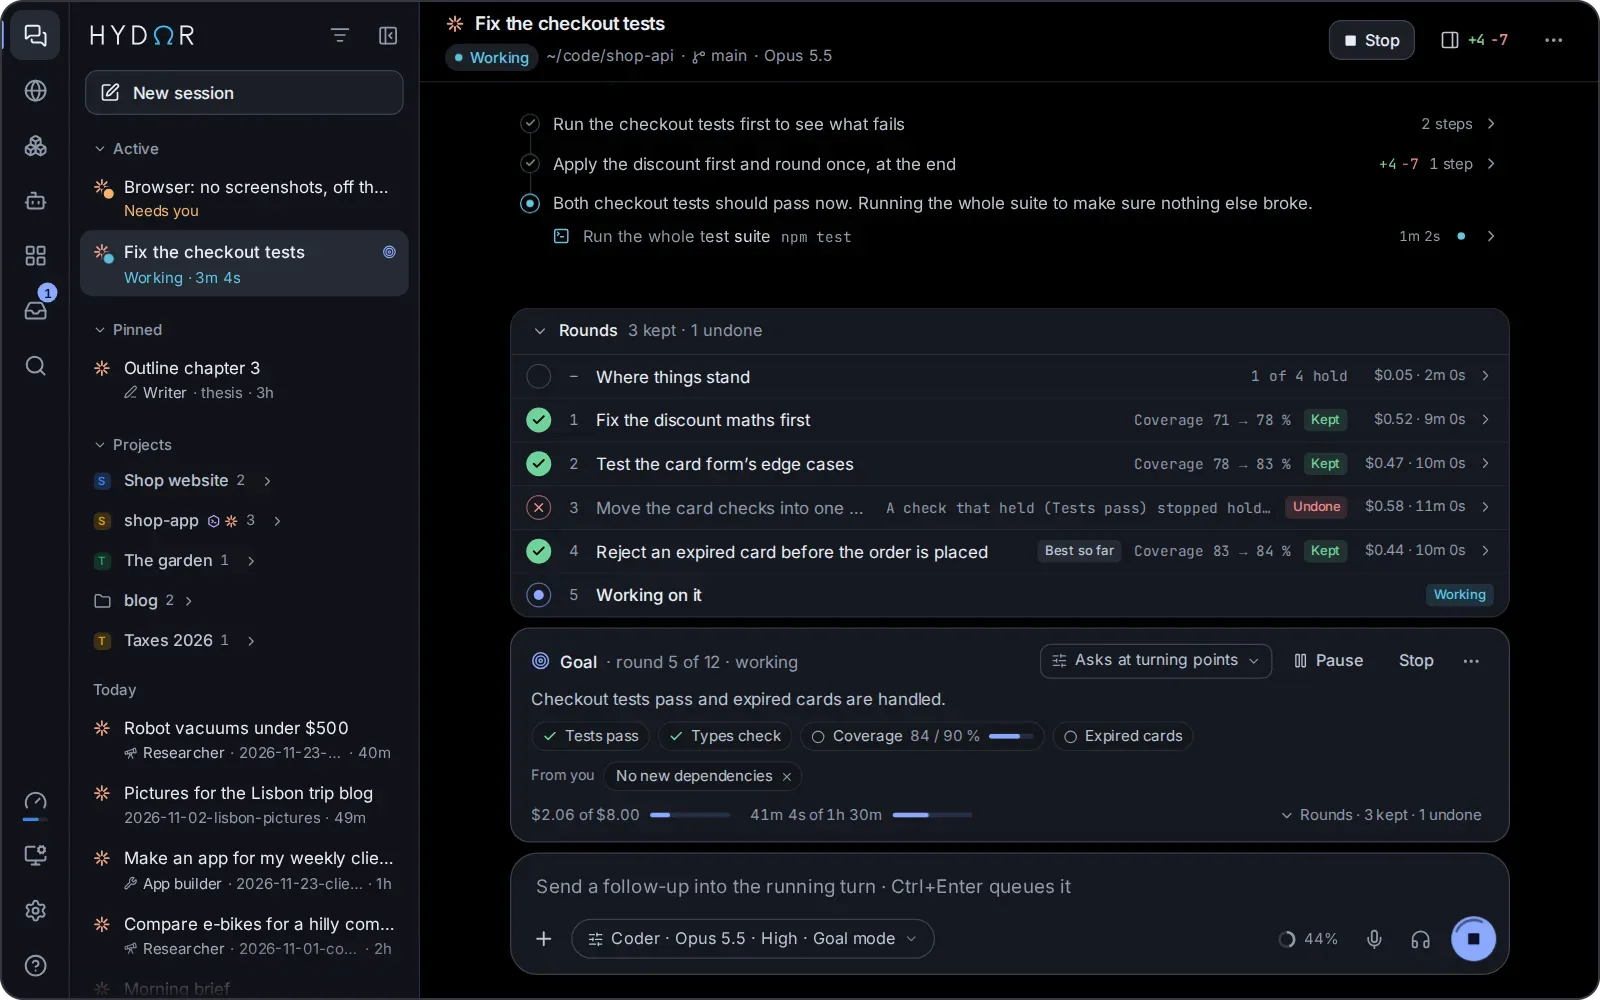 HYDΩR
New session
Active
Browser: no screenshots, off th...
Needs you
Fix the checkout tests
Working · 3m 4s
1
Pinned
Outline chapter 3
Writer · thesis · 3h
Projects
S Shop website 2
S shop-app 3
T The garden 1
blog 2
T Taxes 2026 1
Today
Robot vacuums under $500
Researcher · 2026-11-23-... · 40m
Pictures for the Lisbon trip blog
2026-11-02-lisbon-pictures · 49m
Make an app for my weekly clie...
App builder · 2026-11-23-clie... · 1h
Compare e-bikes for a hilly com...
Researcher · 2026-11-01-co... · 2h
Morning brief
Fix the checkout tests
Working ~/code/shop-api · main · Opus 5.5
Stop
+4 -7
Run the checkout tests first to see what fails 2 steps
Apply the discount first and round once, at the end +4 -7 1 step
Both checkout tests should pass now. Running the whole suite to make sure nothing else broke.
Run the whole test suite npm test 1m 2s
Rounds 3 kept · 1 undone
– Where things stand 1 of 4 hold $0.05 · 2m 0s
1 Fix the discount maths first Coverage 71 → 78 % Kept $0.52 · 9m 0s
2 Test the card form’s edge cases Coverage 78 → 83 % Kept $0.47 · 10m 0s
3 Move the card checks into one ... A check that held (Tests pass) stopped hold… Undone $0.58 · 11m 0s
4 Reject an expired card before the order is placed Best so far Coverage 83 → 84 % Kept $0.44 · 10m 0s
5 Working on it Working
Goal · round 5 of 12 · working Asks at turning points Pause Stop
Checkout tests pass and expired cards are handled.
Tests pass Types check Coverage 84 / 90 % Expired cards
From you No new dependencies ×
$2.06 of $8.00 41m 4s of 1h 30m Rounds · 3 kept · 1 undone
Send a follow-up into the running turn · Ctrl+Enter queues it
Coder · Opus 5.5 · High · Goal mode 44%